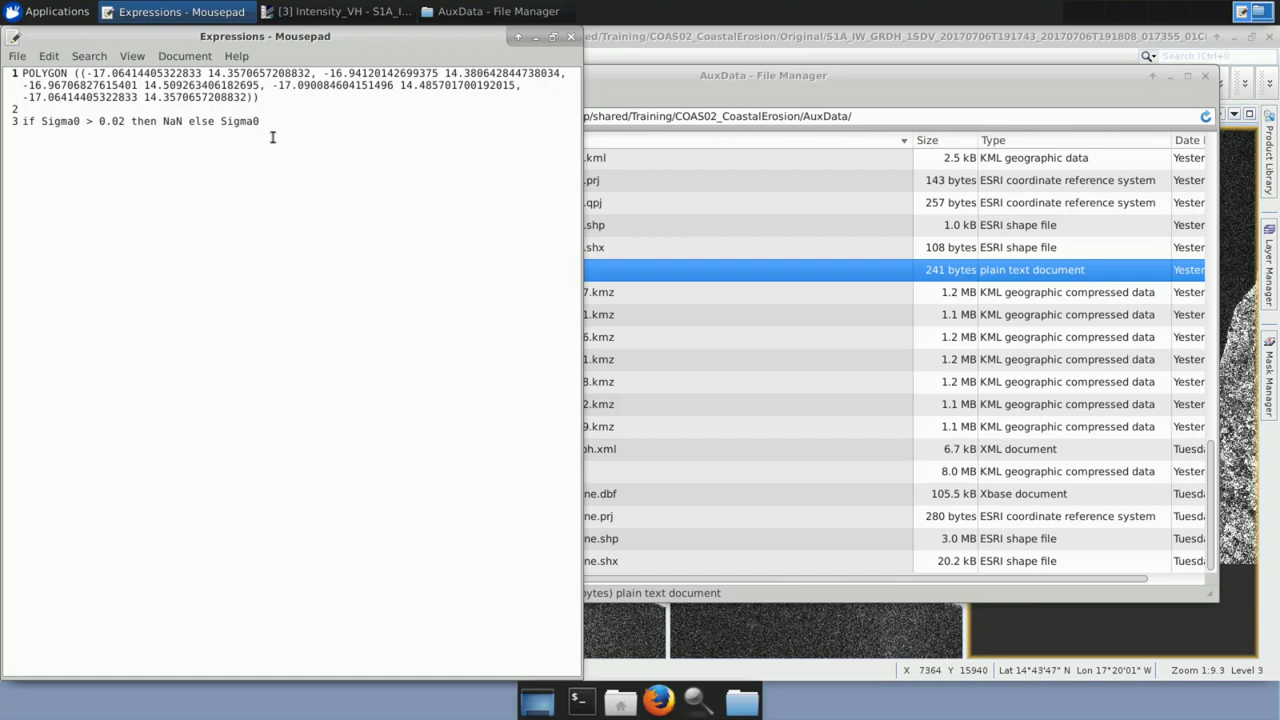 Applications
Expressions - Mousepad
[3] Intensity_VH - S1A_I...
AuxData - File Manager
Expressions - Mousepad
File Edit Search View Document Help
1 POLYGON ((-17.06414405322833 14.3570657208832, -16.94120142699375 14.380642844738034,
-16.96706827615401 14.509263406182695, -17.090084604151496 14.485701700192015,
-17.06414405322833 14.3570657208832))
2
3 if Sigma0 > 0.02 then NaN else Sigma0
/shared/Training/COAS02_CoastalErosion/Original/S1A_IW_GRDH_1SDV_20170706T191743_20170706T191808_017355_01C
Search (Ctrl+I)
AuxData - File Manager
p/shared/Training/COAS02_CoastalErosion/AuxData/
Size Type Date
.kml 2.5 kB KML geographic data Yester
.prj 143 bytes ESRI coordinate reference system Yester
.qpj 257 bytes ESRI coordinate reference system Yester
.shp 1.0 kB ESRI shape file Yester
.shx 108 bytes ESRI shape file Yester
241 bytes plain text document Yester
7.kmz 1.2 MB KML geographic compressed data Yester
1.kmz 1.1 MB KML geographic compressed data Yester
6.kmz 1.2 MB KML geographic compressed data Yester
1.kmz 1.2 MB KML geographic compressed data Yester
8.kmz 1.2 MB KML geographic compressed data Yester
2.kmz 1.1 MB KML geographic compressed data Yester
9.kmz 1.1 MB KML geographic compressed data Yester
ph.xml 6.7 kB XML document Tuesd
8.0 MB KML geographic compressed data Yester
ne.dbf 105.5 kB Xbase document Tuesd
ne.prj 280 bytes ESRI coordinate reference system Tuesd
ne.shp 3.0 MB ESRI shape file Tuesd
ne.shx 20.2 kB ESRI shape file Tuesd
bytes) plain text document
Product Library
Layer Manager
Mask Manager
X 7364 Y 15940 Lat 14°43'47" N Lon 17°20'01" W Zoom 1:9.3 Level 3